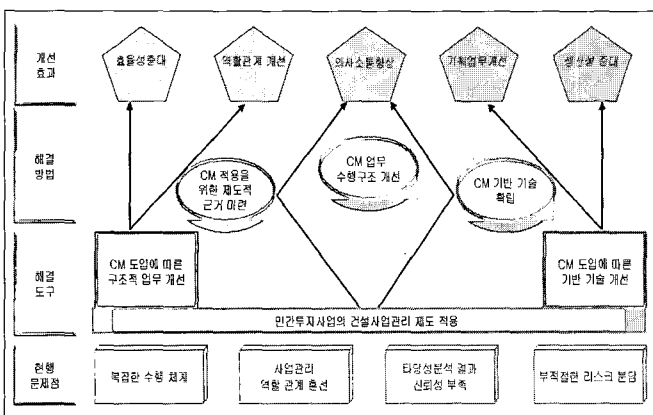 개선
효과
효율성증대
역할관계 개선
의사소통향상
기획업무개선
생산성 증대
해결
방법
CM 적용을
위한 제도적
근거 마련
CM 업무
수행구조 개선
CM 기반 기술
확립
해결
도구
CM 도입에 따른
구조적 업무 개선
CM 도입에 따른
기반 기술 개선
민간투자사업의 건설사업관리 제도 적용
현행
문제점
복잡한 수행 체계
사업관리
역할 관계 혼선
타당성분석 결과
신뢰성 부족
부적절한 리스크 분담